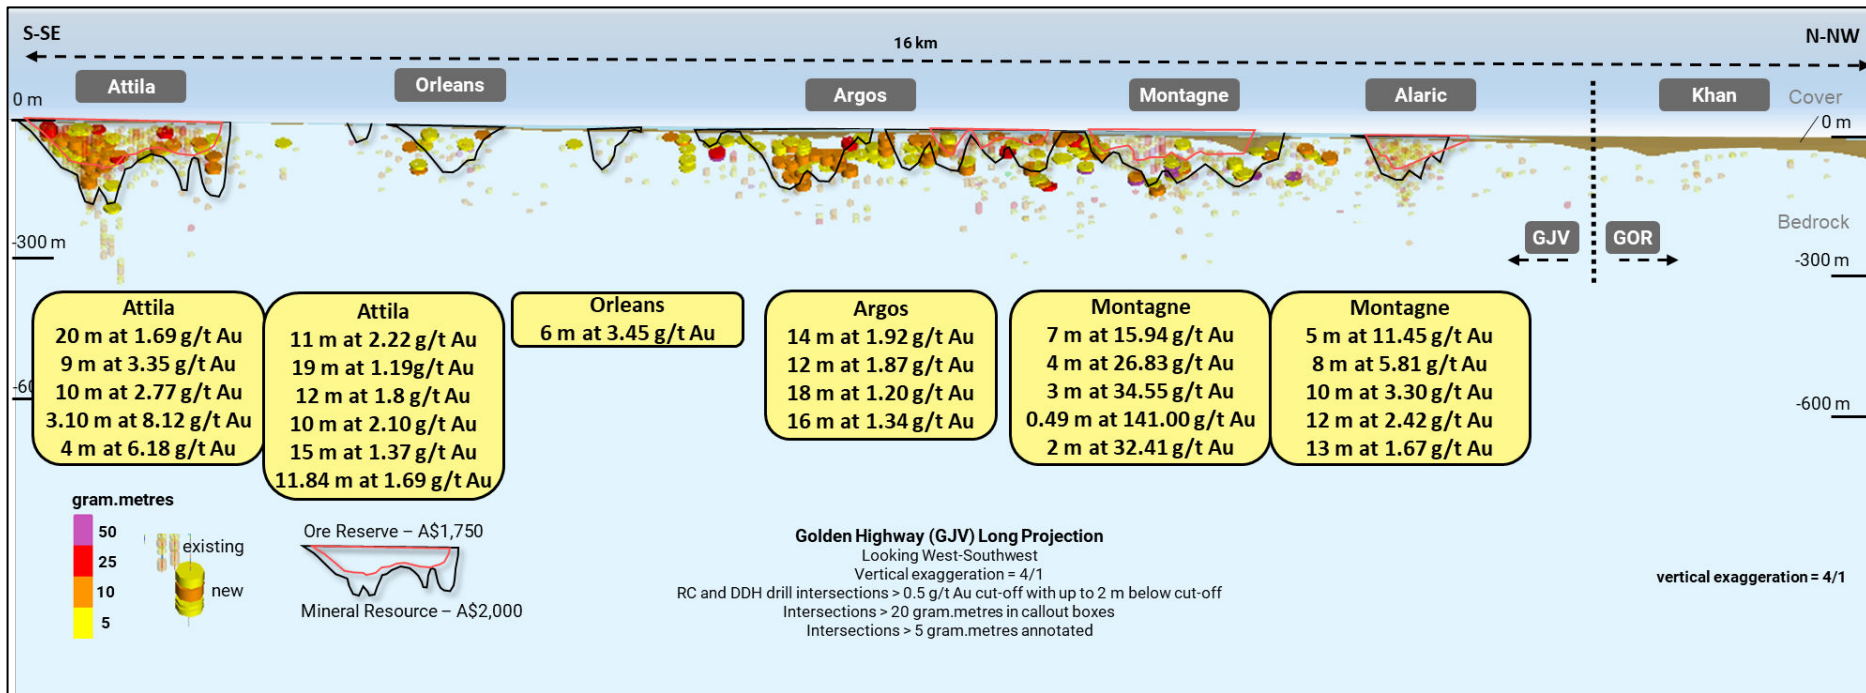 S-SE
N-NW
16 km
Attila
Orleans
Argos
Montagne
Alaric
Khan
Cover
0 m
0 m
Bedrock
GJV
GOR
-300 m
-300 m
Attila
20 m at 1.69 g/t Au
9 m at 3.35 g/t Au
10 m at 2.77 g/t Au
3.10 m at 8.12 g/t Au
4 m at 6.18 g/t Au
Attila
11 m at 2.22 g/t Au
19 m at 1.19g/t Au
12 m at 1.8 g/t Au
10 m at 2.10 g/t Au
15 m at 1.37 g/t Au
11.84 m at 1.69 g/t Au
Orleans
6 m at 3.45 g/t Au
Argos
14 m at 1.92 g/t Au
12 m at 1.87 g/t Au
18 m at 1.20 g/t Au
16 m at 1.34 g/t Au
Montagne
7 m at 15.94 g/t Au
4 m at 26.83 g/t Au
3 m at 34.55 g/t Au
0.49 m at 141.00 g/t Au
2 m at 32.41 g/t Au
Montagne
5 m at 11.45 g/t Au
8 m at 5.81 g/t Au
10 m at 3.30 g/t Au
12 m at 2.42 g/t Au
13 m at 1.67 g/t Au
-600 m
gram.metres
50
25
10
5
existing
new
Ore Reserve – A$1,750
Mineral Resource – A$2,000
Golden Highway (GJV) Long Projection
Looking West-Southwest
Vertical exaggeration = 4/1
RC and DDH drill intersections > 0.5 g/t Au cut-off with up to 2 m below cut-off
Intersections > 20 gram.metres in callout boxes
Intersections > 5 gram.metres annotated
vertical exaggeration = 4/1